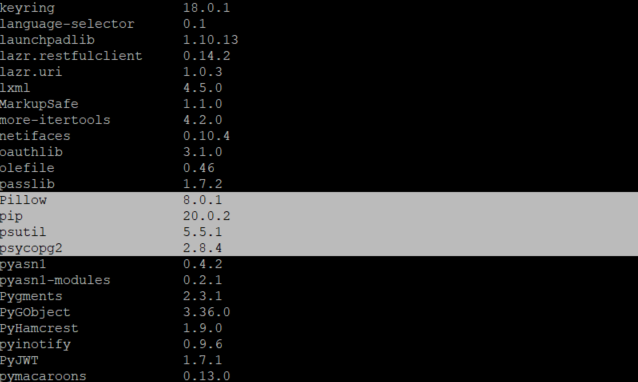 keyring 18.0.1
language-selector 0.1
launchpadlib 1.10.13
lazr.restfulclient 0.14.2
lazr.uri 1.0.3
lxml 4.5.0
MarkupSafe 1.1.0
more-itertools 4.2.0
netifaces 0.10.4
oauthlib 3.1.0
olefile 0.46
passlib 1.7.2
Pillow 8.0.1
pip 20.0.2
psutil 5.5.1
psycopg2 2.8.4
pyasn1 0.4.2
pyasn1-modules 0.2.1
Pygments 2.3.1
PyGObject 3.36.0
PyHamcrest 1.9.0
pyinotify 0.9.6
PyJWT 1.7.1
pymacaroons 0.13.0